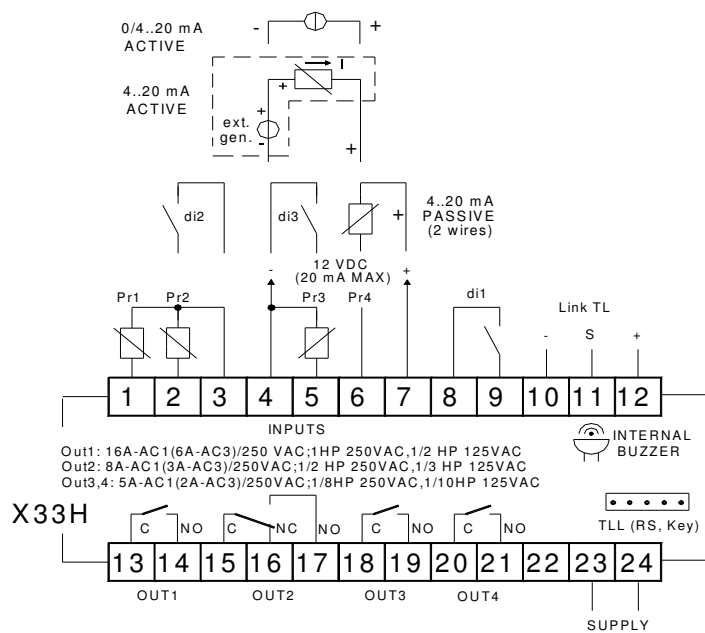 0/4..20 mA
ACTIVE
- +
I
4..20 mA
ACTIVE
+
ext.
gen.
+
-
+
di2
di3
+
4..20 mA
PASSIVE
(2 wires)
12 VDC
(20 mA MAX)
- +
Pr1 Pr2 Pr3 Pr4 di1
Link TL
- S +
1 2 3 4 5 6 7 8 9 10 11 12
INPUTS
INTERNAL
BUZZER
Out1: 16A-AC1(6A-AC3)/250 VAC;1HP 250VAC,1/2 HP 125VAC
Out2: 8A-AC1(3A-AC3)/250VAC;1/2 HP 250VAC,1/3 HP 125VAC
Out3,4: 5A-AC1(2A-AC3)/250VAC;1/8HP 250VAC,1/10HP 125VAC
X33H
TLL (RS, Key)
C NO C NC NO C NO C NO
13 14 15 16 17 18 19 20 21 22 23 24
OUT1 OUT2 OUT3 OUT4
SUPPLY